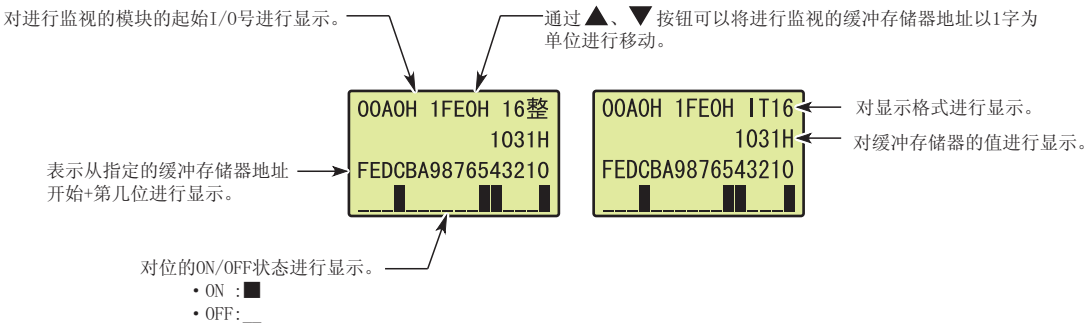 对进行监视的模块的起始I/O号进行显示。
通过▲、▼按钮可以将进行监视的缓冲存储器地址以1字为
单位进行移动。
00A0H 1FE0H 16整
1031H
FEDCBA9876543210
00A0H 1FE0H IT16
1031H
FEDCBA9876543210
对显示格式进行显示。
对缓冲存储器的值进行显示。
表示从指定的缓冲存储器地址
开始+第几位进行显示。
对位的ON/OFF状态进行显示。
•ON :■
•OFF:_